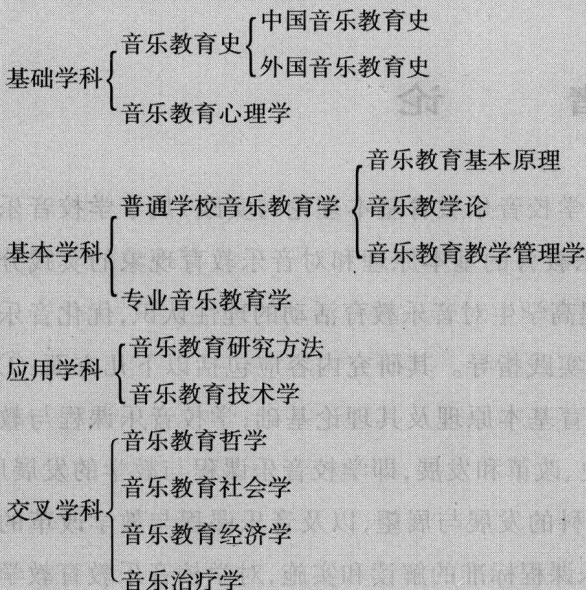 中国音乐教育史
音乐教育史
外国音乐教育史
基础学科
音乐教育心理学
音乐教育基本原理
普通学校音乐教育学
音乐教学论
音乐教育教学管理学
基本学科
专业音乐教育学
音乐教育研究方法
应用学科
音乐教育技术学
音乐教育哲学
音乐教育社会学
交叉学科
音乐教育经济学
音乐治疗学